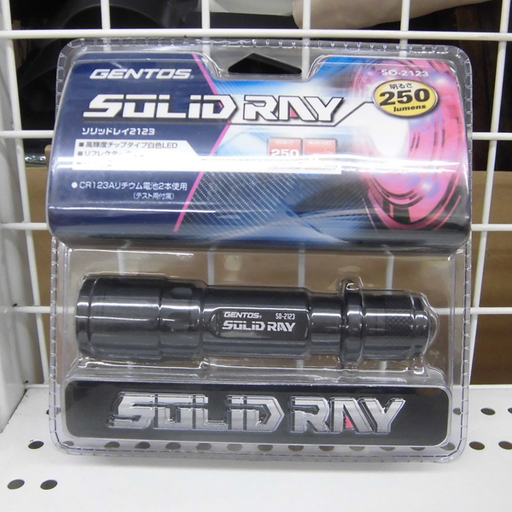 GENTOS
SOLID RAY
SO-2123
明るさ
250
lumens
ソリッドレイ2123
■高輝度チップタイプ白色LED
250
●CR123Aリチウム電池2本使用
(テスト用付属)
GENTOS SO-2123
SOLID RAY
SOLID RAY